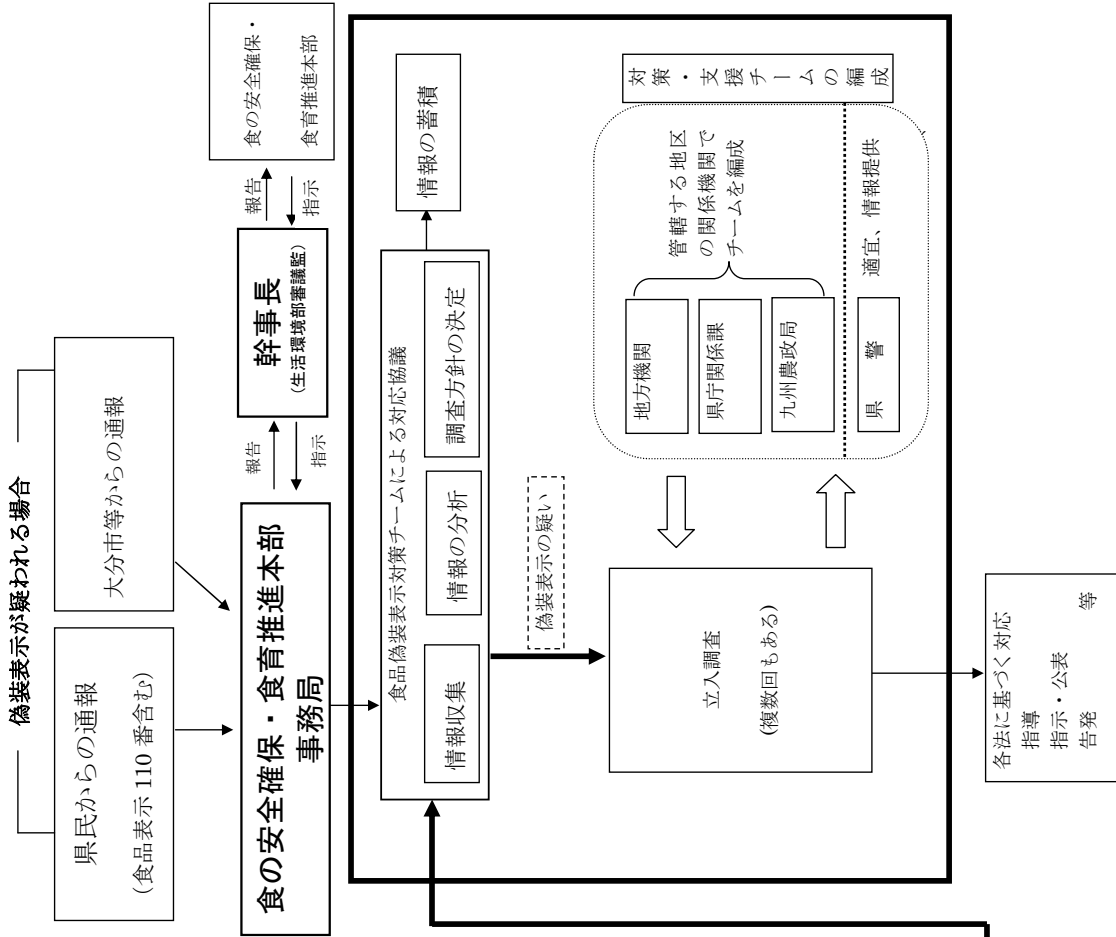 偽装表示が疑われる場合
県民からの通報
(食品表示 110 番含む)
大分市等からの通報
食の安全確保・食育推進本部
事務局
報告
指示
幹事長
(生活環境部審議監)
報告
指示
食の安全確保・
食育推進本部
食品偽装表示対策チームによる対応協議
情報収集
情報の分析
調査方針の決定
情報の蓄積
偽装表示の疑い
立入調査
(複数回もある)
地方機関
県庁関係課
九州農政局
県 警
管轄する地区
の関係機関で
チームを編成
適宜、情報提供
対策・支援チームの編成
各法に基づく対応
指導
指示・公表
告発 等